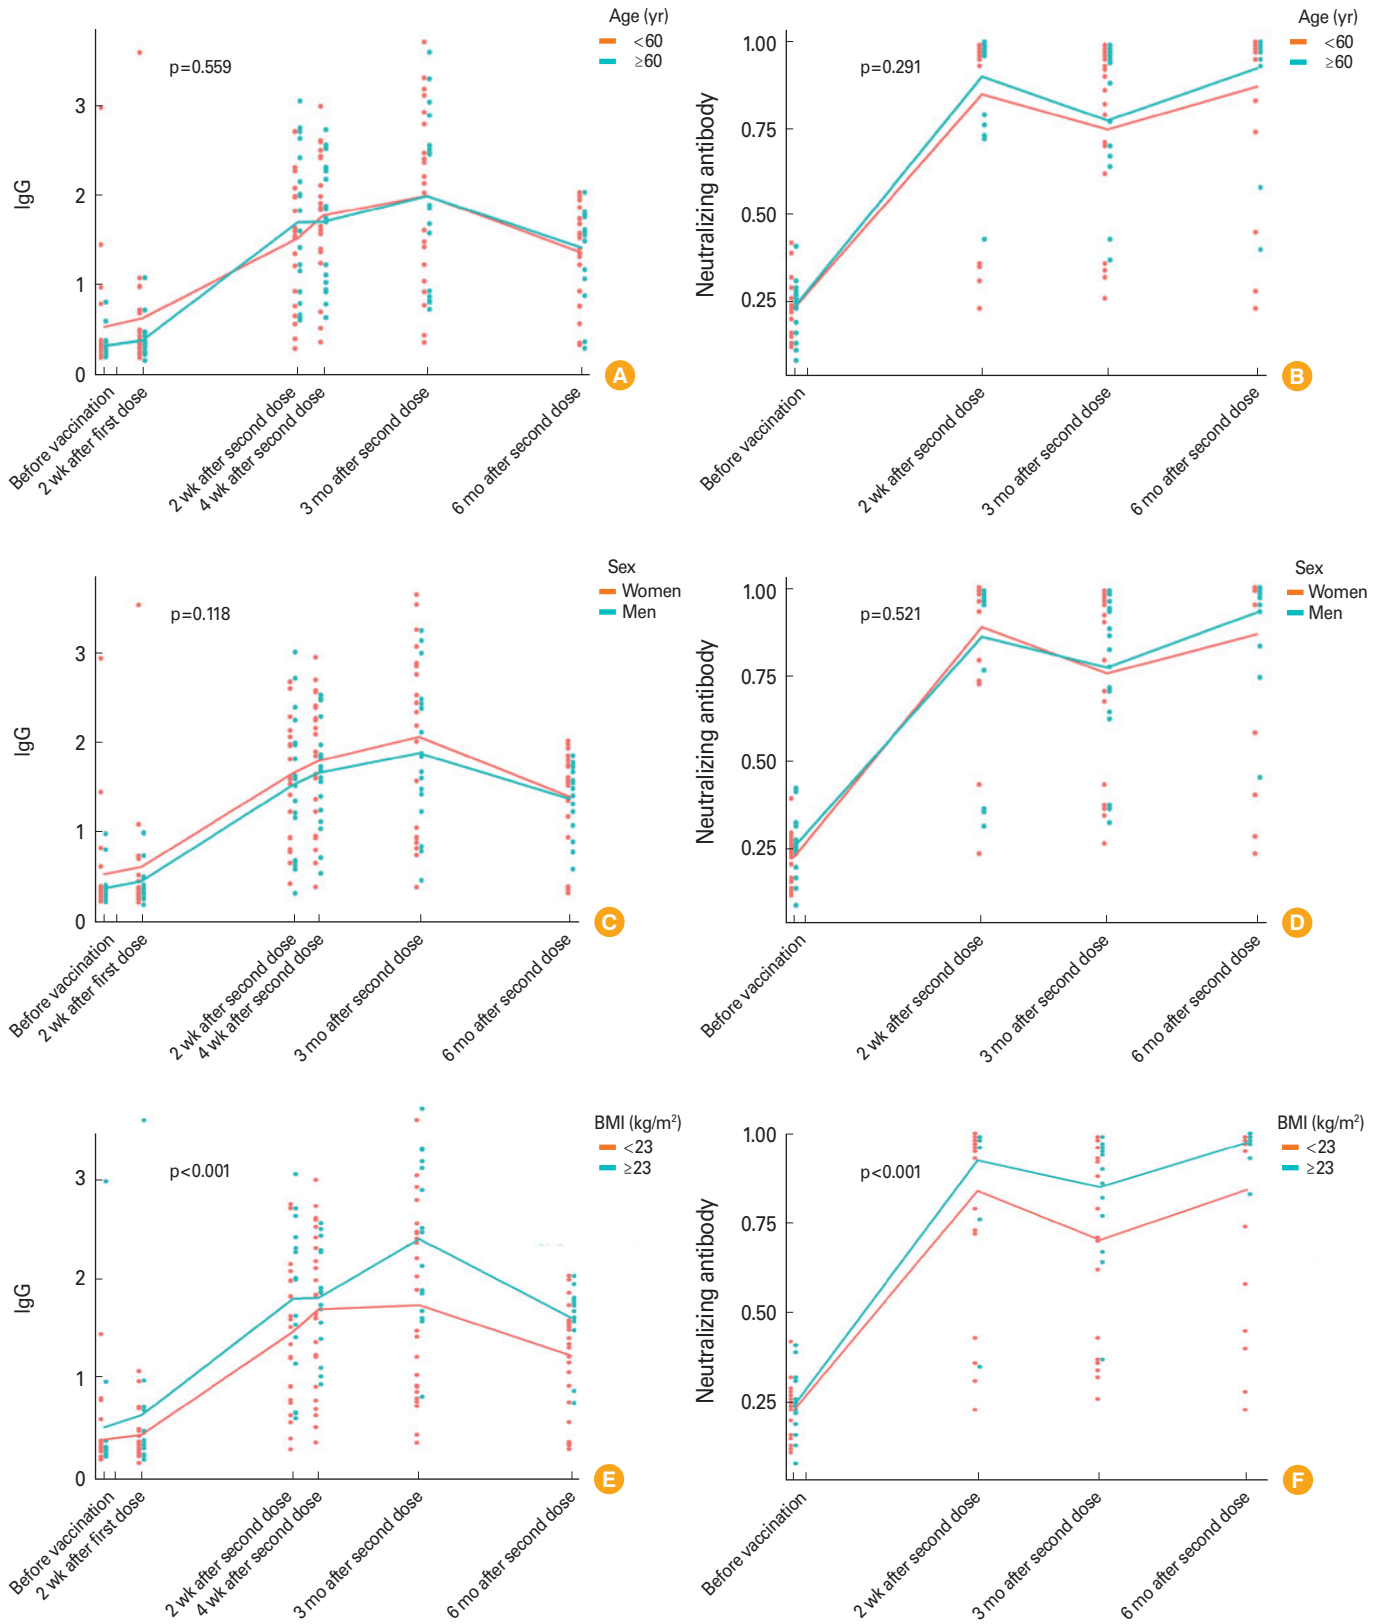 Age (yr)
<60
≥60
p=0.559
IgG
3
2
1
0
Before vaccination
2 wk after first dose
2 wk after second dose
4 wk after second dose
3 mo after second dose
6 mo after second dose
A
Age (yr)
<60
≥60
p=0.291
Neutralizing antibody
1.00
0.75
0.50
0.25
Before vaccination
2 wk after second dose
3 mo after second dose
6 mo after second dose
B
Sex
Women
Men
p=0.118
IgG
3
2
1
0
Before vaccination
2 wk after first dose
2 wk after second dose
4 wk after second dose
3 mo after second dose
6 mo after second dose
C
Sex
Women
Men
p=0.521
Neutralizing antibody
1.00
0.75
0.50
0.25
Before vaccination
2 wk after second dose
3 mo after second dose
6 mo after second dose
D
BMI (kg/m²)
<23
≥23
p<0.001
IgG
3
2
1
0
Before vaccination
2 wk after first dose
2 wk after second dose
4 wk after second dose
3 mo after second dose
6 mo after second dose
E
BMI (kg/m²)
<23
≥23
p<0.001
Neutralizing antibody
1.00
0.75
0.50
0.25
Before vaccination
2 wk after second dose
3 mo after second dose
6 mo after second dose
F